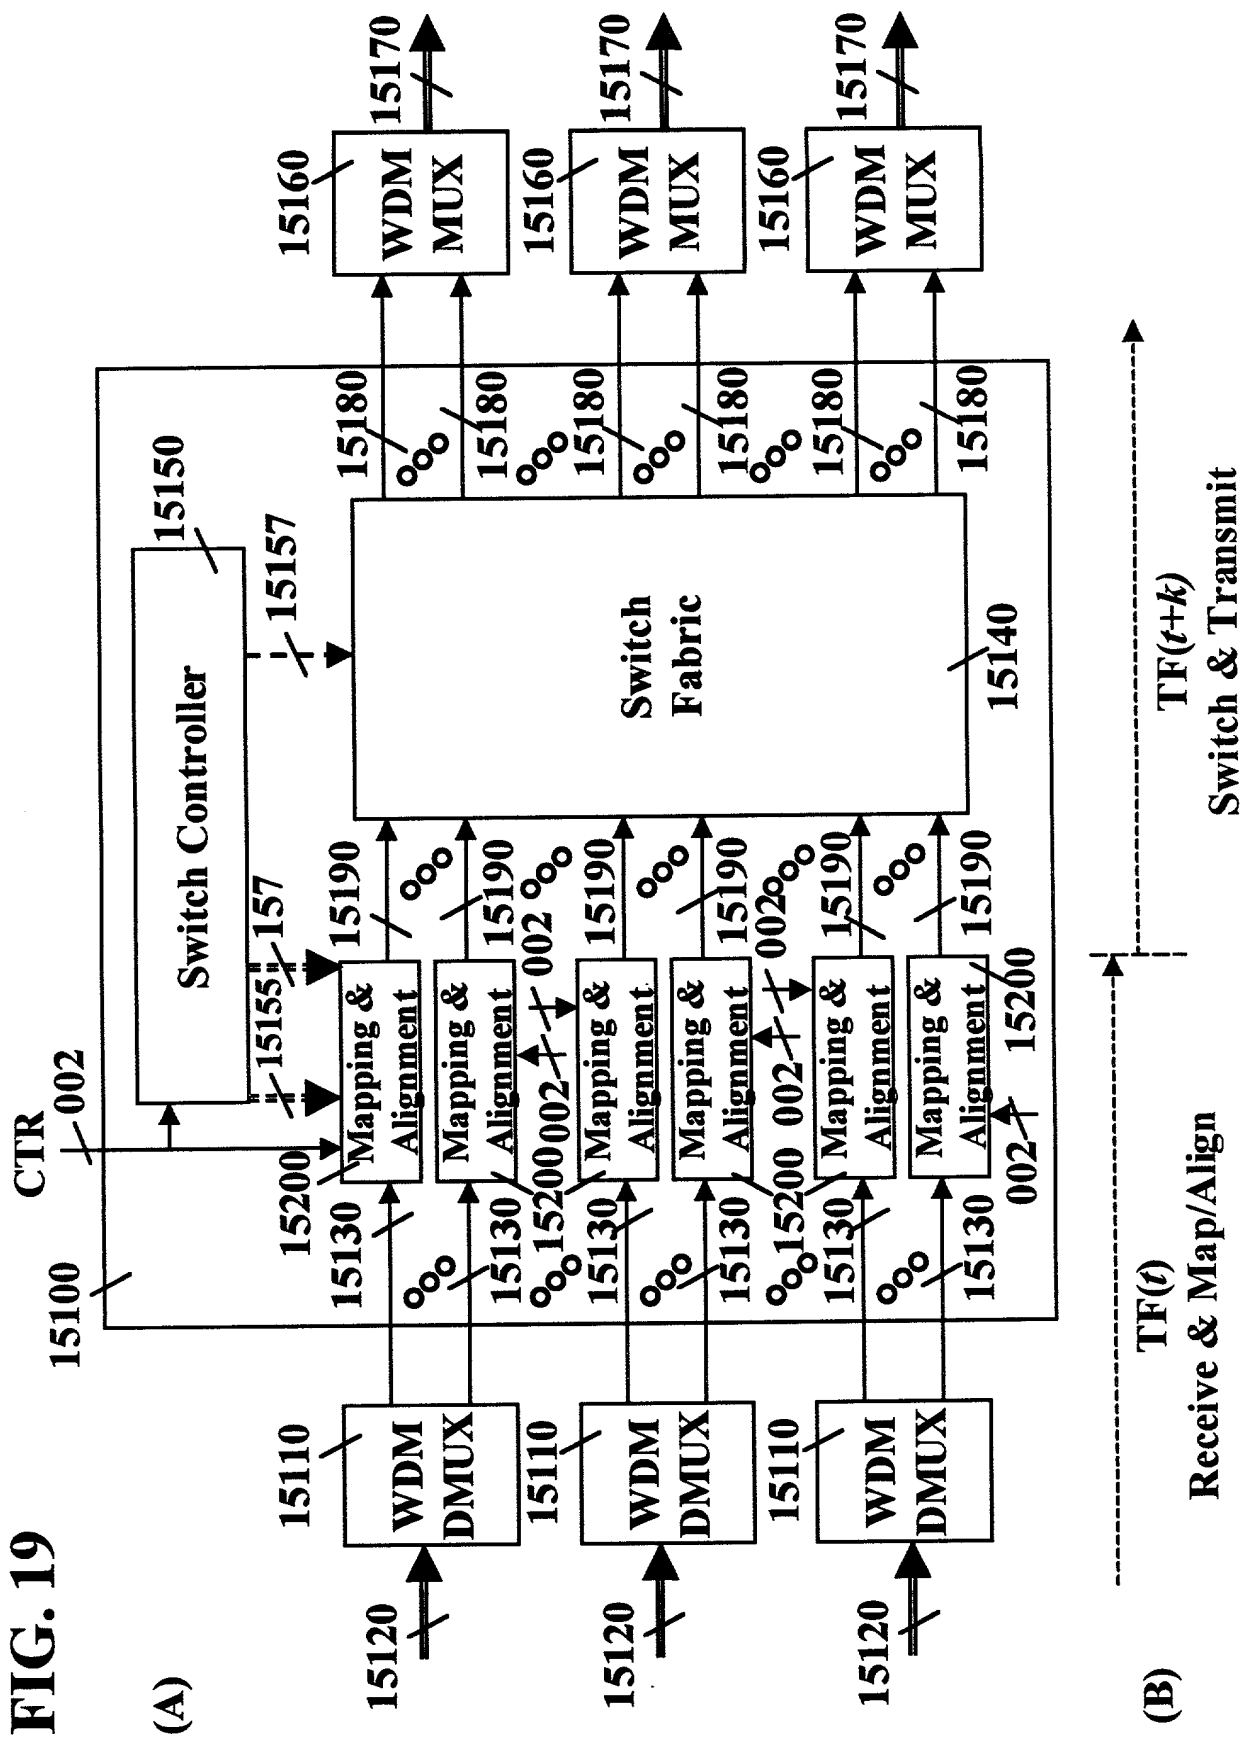 FIG. 19
(A)
15100
CTR
002
Switch Controller
15150
15155
157
15157
15120
15110
WDM
DMUX
15130
15130
15200
Mapping &
Alignment
Mapping &
Alignment
15190
15190
002
15180
15180
15160
WDM
MUX
15170
15120
15110
WDM
DMUX
15130
15130
15200
002
Mapping &
Alignment
Mapping &
Alignment
15190
15190
002
Switch
Fabric
15140
15180
15180
15160
WDM
MUX
15170
15120
15110
WDM
DMUX
15130
15130
15200
002
Mapping &
Alignment
Mapping &
Alignment
002
15200
15190
15190
15180
15180
15160
WDM
MUX
15170
(B)
TF(t)
Receive & Map/Align
TF(t+k)
Switch & Transmit